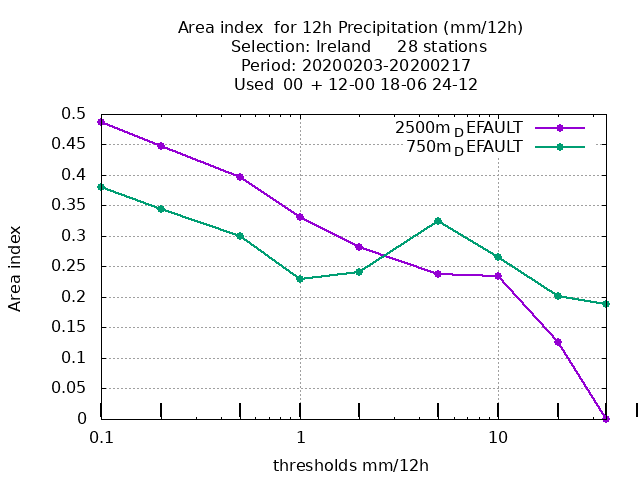 Area index  for 12h Precipitation (mm/12h)
Selection: Ireland     28 stations
Period: 20200203-20200217
Used  00  + 12-00 18-06 24-12
2500m_DEFAULT
750m_DEFAULT
0.5
0.45
0.4
0.35
0.3
0.25
0.2
0.15
0.1
0.05
0
Area index
0.1 1 10
thresholds mm/12h